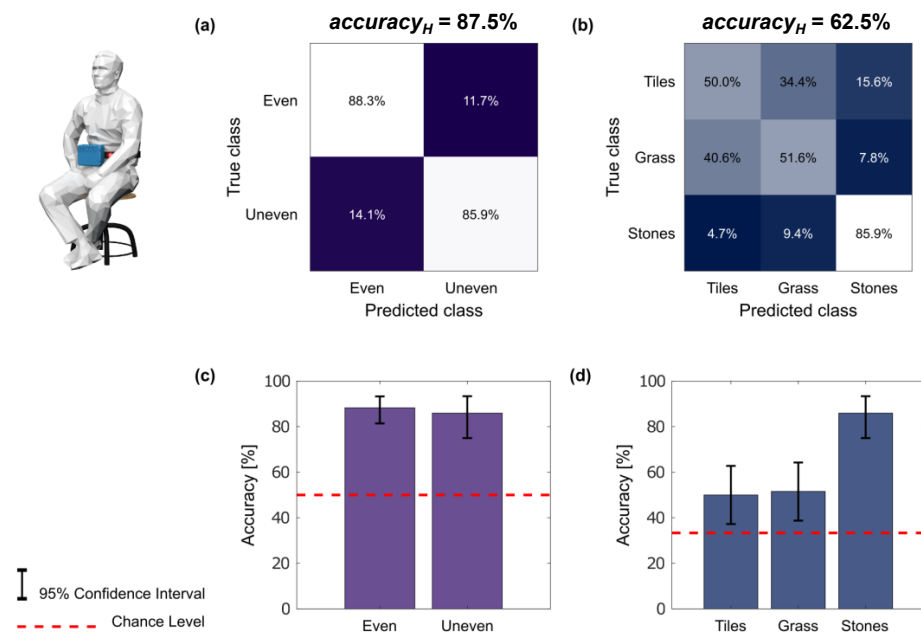 (a)
accuracy_H = 87.5%
True class
Even
88.3%
11.7%
Uneven
14.1%
85.9%
Even
Uneven
Predicted class
(b)
accuracy_H = 62.5%
True class
Tiles
50.0%
34.4%
15.6%
Grass
40.6%
51.6%
7.8%
Stones
4.7%
9.4%
85.9%
Tiles
Grass
Stones
Predicted class
(c)
Accuracy [%]
100
80
60
40
20
0
Even
Uneven
(d)
Accuracy [%]
100
80
60
40
20
0
Tiles
Grass
Stones
95% Confidence Interval
Chance Level